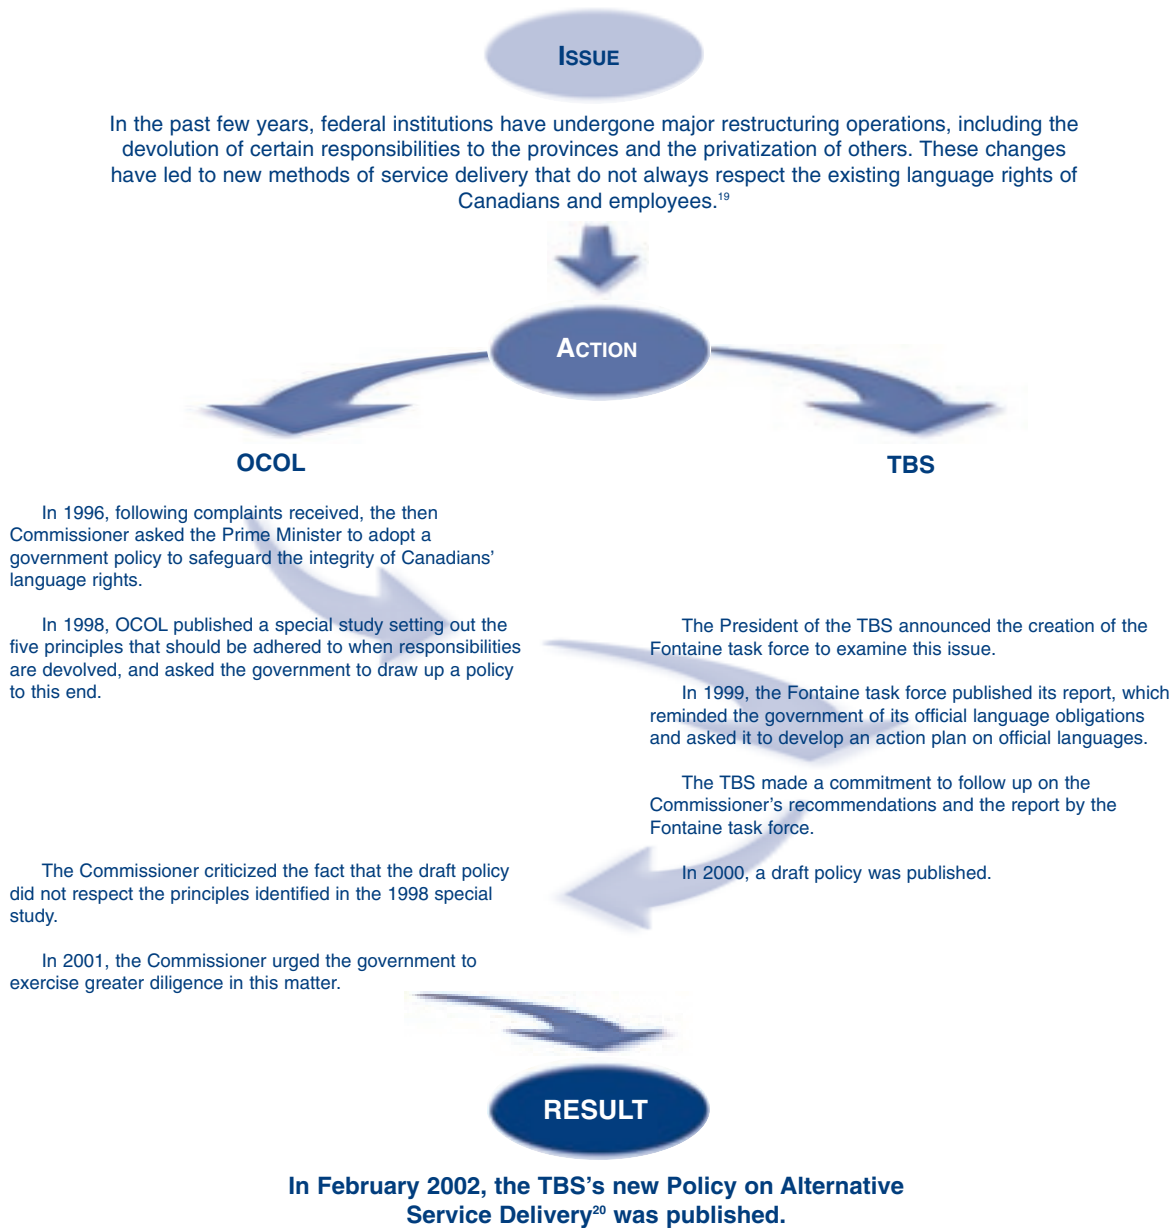 ISSUE
In the past few years, federal institutions have undergone major restructuring operations, including the
devolution of certain responsibilities to the provinces and the privatization of others. These changes
have led to new methods of service delivery that do not always respect the existing language rights of
Canadians and employees.19
ACTION
OCOL
In 1996, following complaints received, the then
Commissioner asked the Prime Minister to adopt a
government policy to safeguard the integrity of Canadians’
language rights.
In 1998, OCOL published a special study setting out the
five principles that should be adhered to when responsibilities
are devolved, and asked the government to draw up a policy
to this end.
TBS
The President of the TBS announced the creation of the
Fontaine task force to examine this issue.
In 1999, the Fontaine task force published its report, which
reminded the government of its official language obligations
and asked it to develop an action plan on official languages.
The TBS made a commitment to follow up on the
Commissioner’s recommendations and the report by the
Fontaine task force.
In 2000, a draft policy was published.
The Commissioner criticized the fact that the draft policy
did not respect the principles identified in the 1998 special
study.
In 2001, the Commissioner urged the government to
exercise greater diligence in this matter.
RESULT
In February 2002, the TBS’s new Policy on Alternative
Service Delivery20 was published.